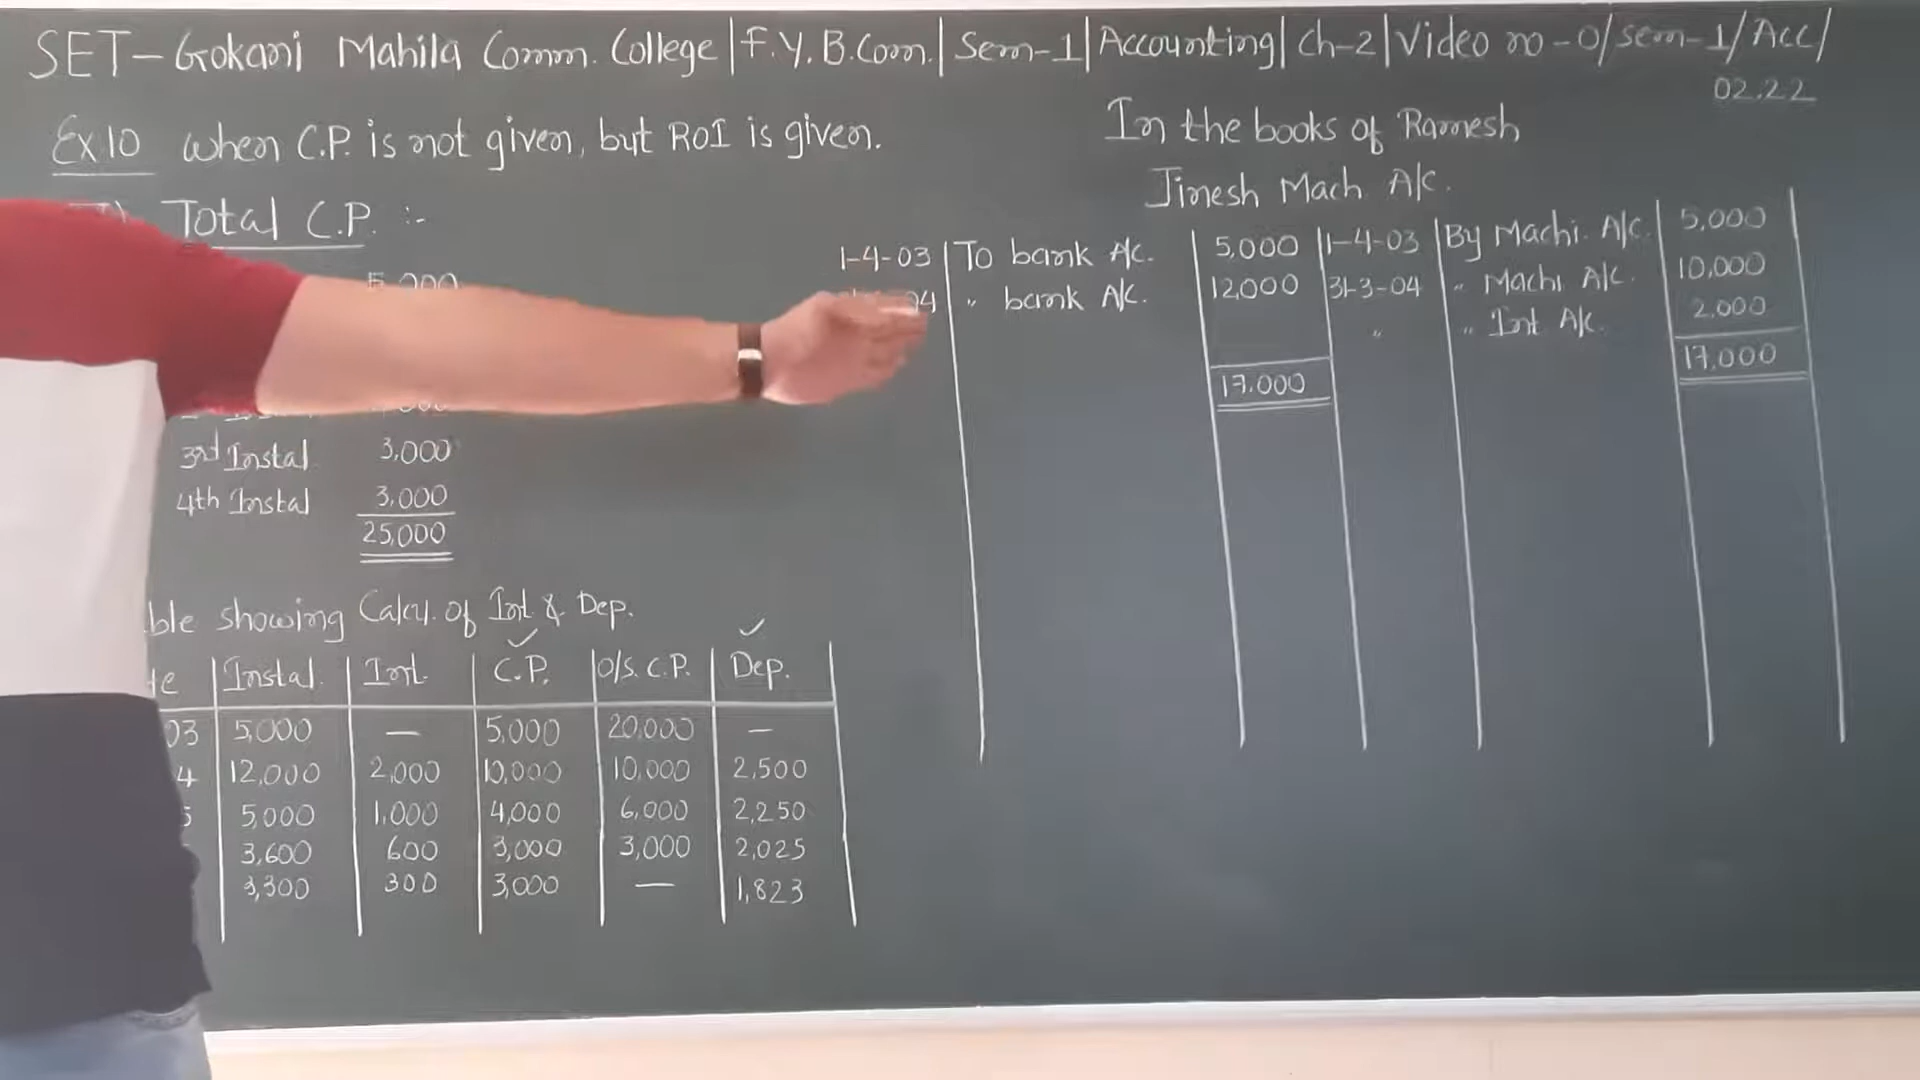 SET-Gokani Mahila Comm. College|F.Y.B.Com.|Sem-1|Accounting|Ch-2|Video no-0/sem-1/Acc/
02.22
Ex.10 when C.P. is not given, but ROI is given.
Total C.P. :-
3rd Instal 3,000
4th Instal 3,000
25,000
ble showing Calcu. of Int & Dep.
Instal. Int. C.P. O/S. C.P. Dep.
03 5,000 — 5,000 20,000 —
4 12,000 2,000 10,000 10,000 2,500
5 5,000 1,000 4,000 6,000 2,250
3,600 600 3,000 3,000 2,025
3,300 300 3,000 — 1,823
In the books of Ramesh
Jinesh Mach A/c.
1-4-03 To bank A/c. 5,000 1-4-03 By Machi. A/c. 5,000
04 " bank A/c. 12,000 31-3-04 " Machi A/c. 10,000
" " Int A/c. 2,000
17,000 17,000